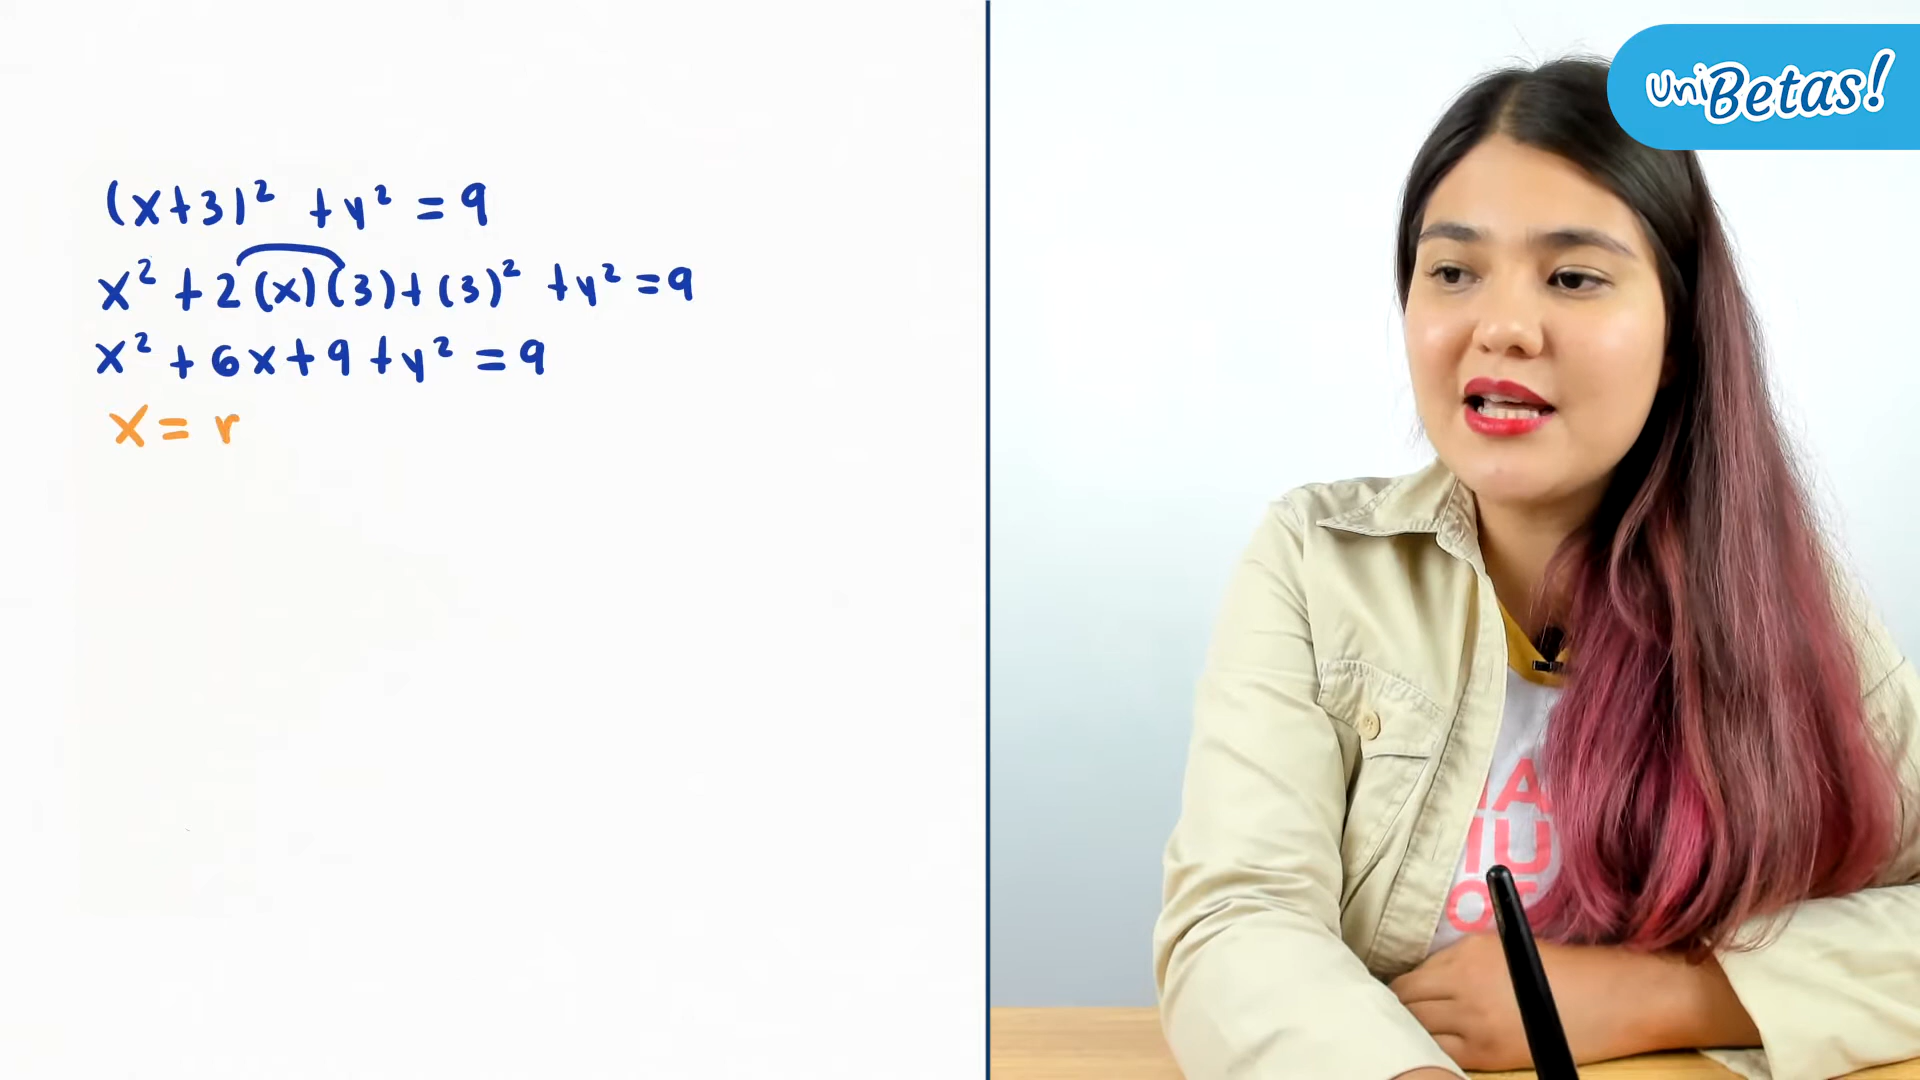 (x+3)² + y² = 9
x² + 2(x)(3) + (3)² + y² = 9
x² + 6x + 9 + y² = 9
x = r
uniBetas!